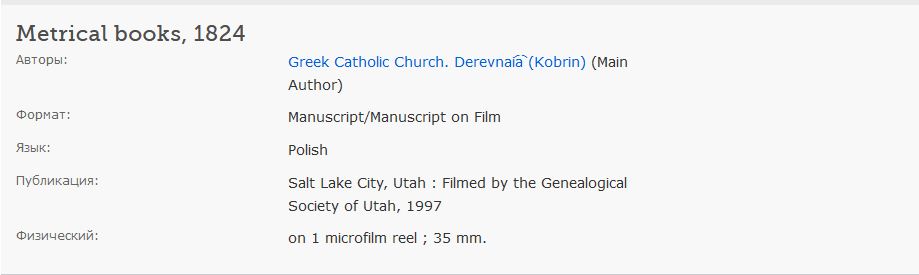 Metrical books, 1824
Авторы: Greek Catholic Church. Derevnai͡a (Kobrin) (Main
Author)
Формат: Manuscript/Manuscript on Film
Язык: Polish
Публикация: Salt Lake City, Utah : Filmed by the Genealogical
Society of Utah, 1997
Физический: on 1 microfilm reel ; 35 mm.